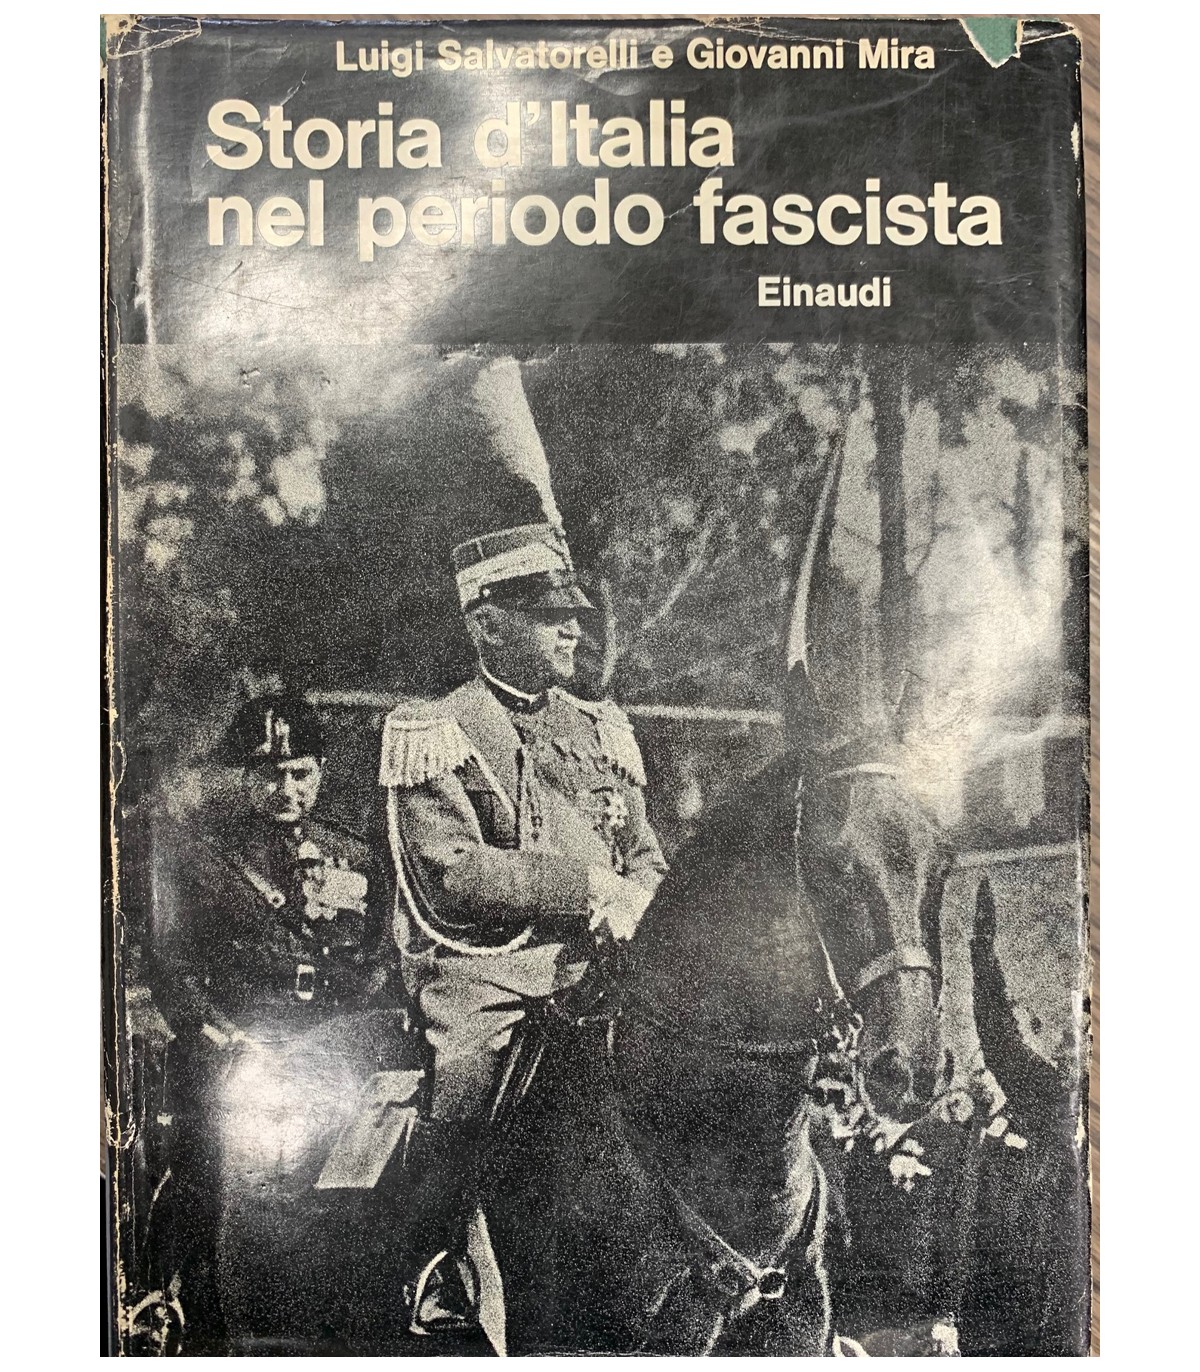 Luigi Salvatorelli e Giovanni Mira
Storia d'Italia
nel periodo fascista
Einaudi